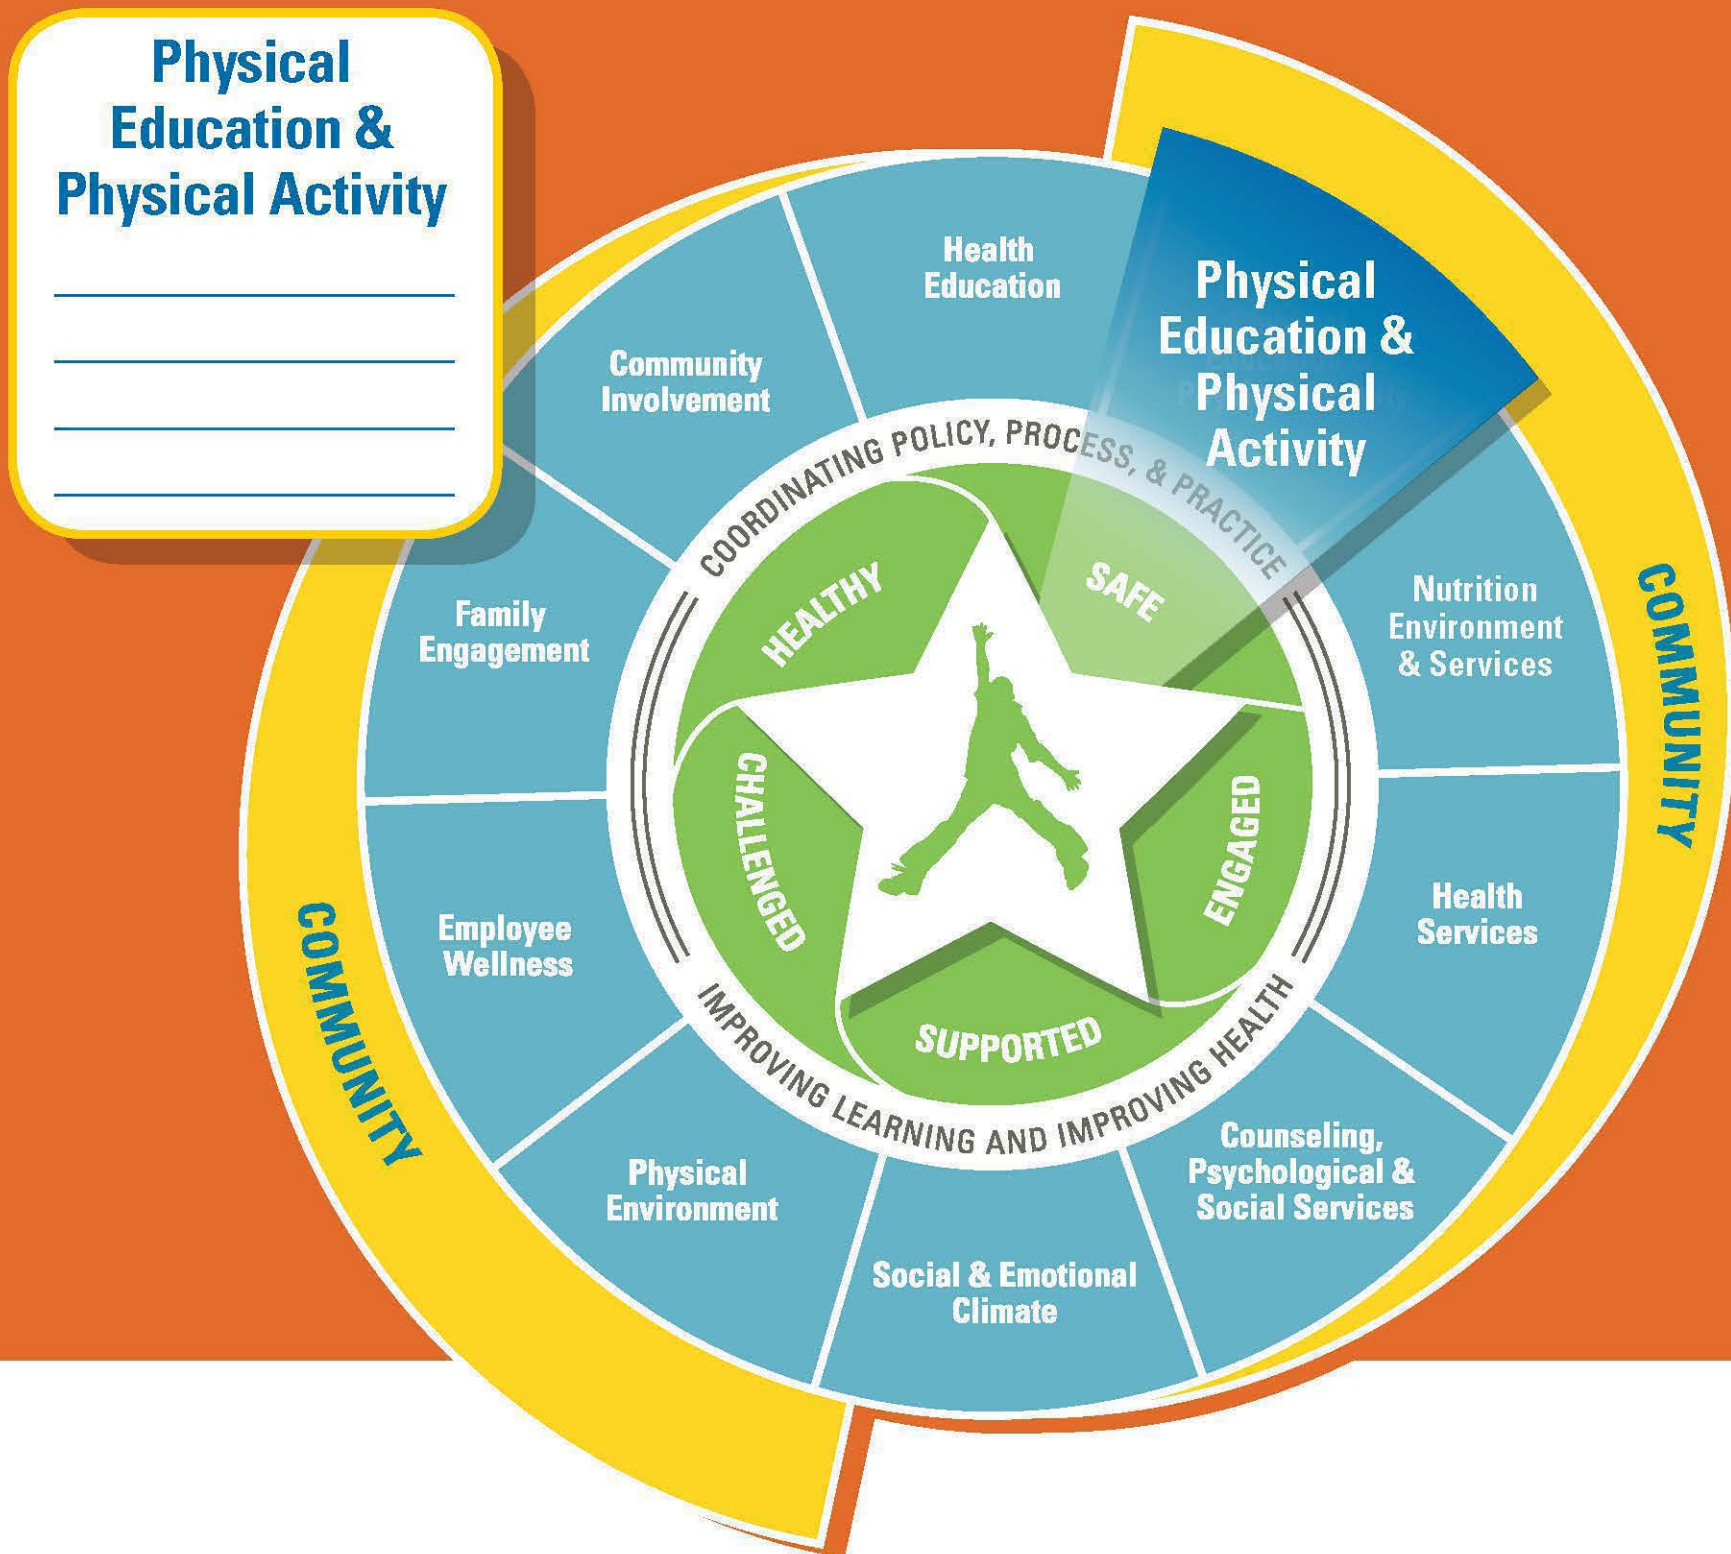 Physical
Education &
Physical Activity
Health
Education
Physical
Education &
Physical
Activity
Community
Involvement
COORDINATING POLICY, PROCESS, & PRACTICE
HEALTHY
SAFE
Nutrition
Environment
& Services
COMMUNITY
Family
Engagement
CHALLENGED
ENGAGED
Health
Services
Employee
Wellness
COMMUNITY
SUPPORTED
IMPROVING LEARNING AND IMPROVING HEALTH
Counseling,
Psychological &
Social Services
Physical
Environment
Social & Emotional
Climate